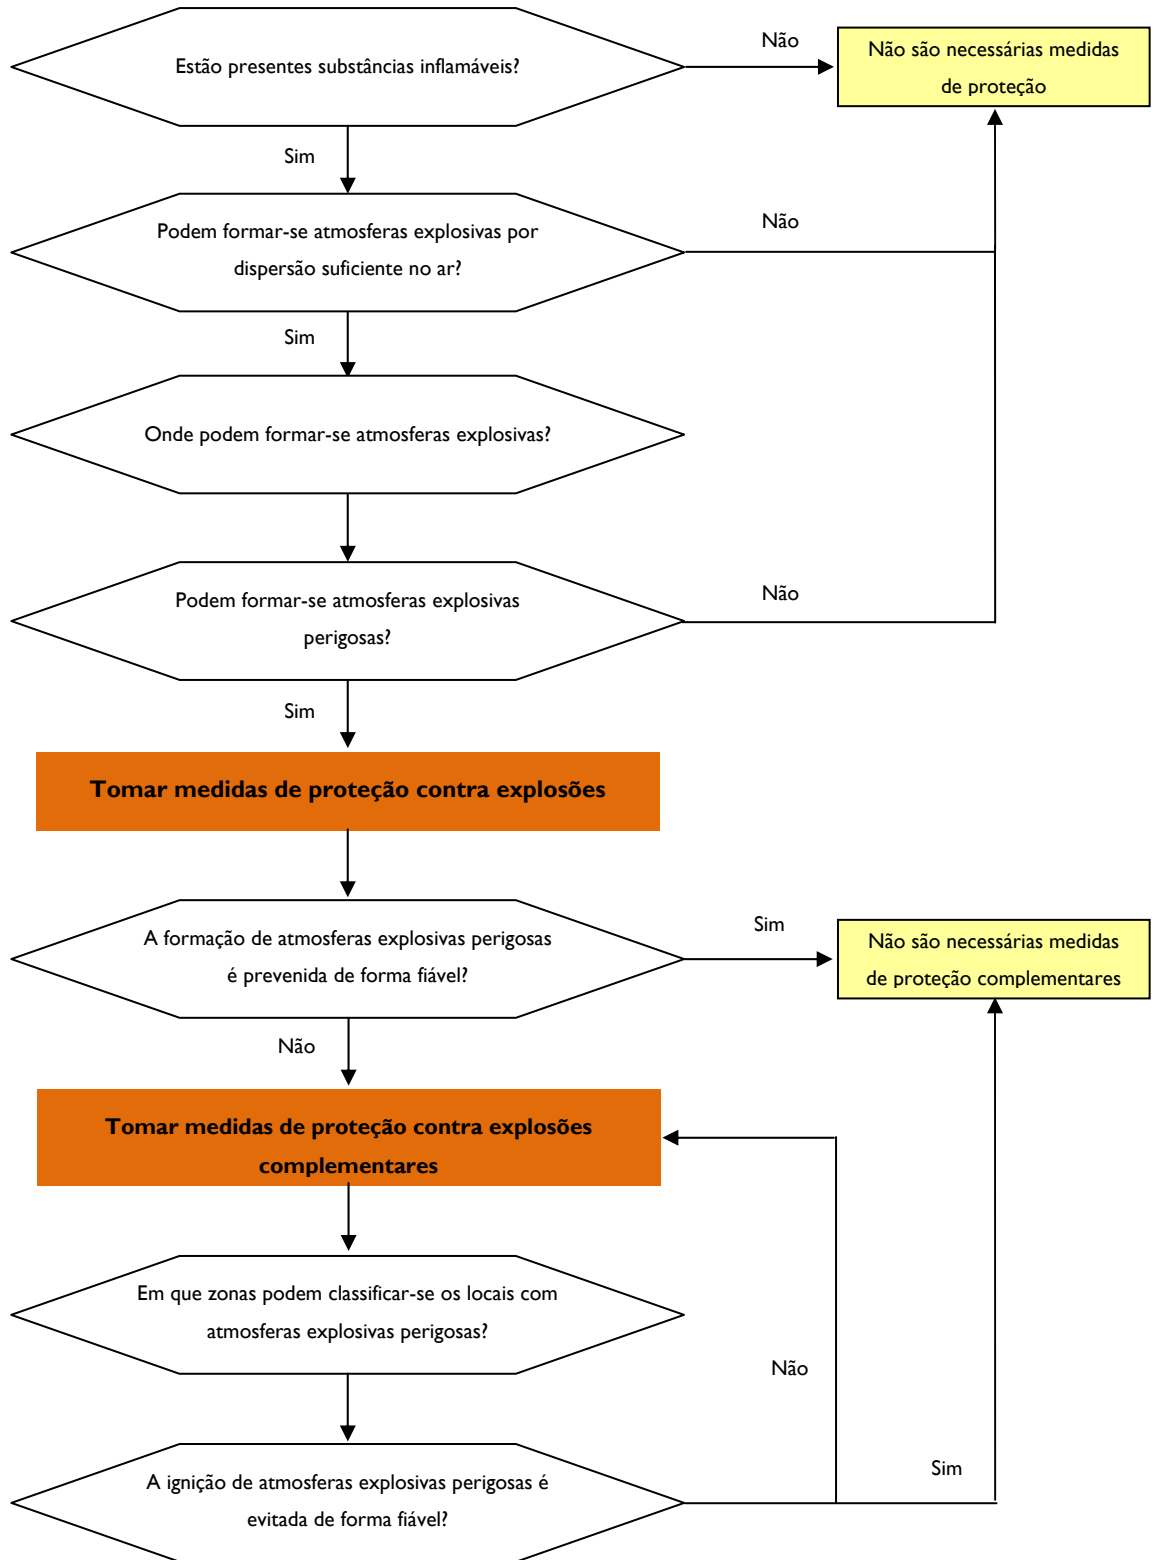 Não
Não são necessárias medidas
de proteção
Estão presentes substâncias inflamáveis?
Sim
Podem formar-se atmosferas explosivas por
dispersão suficiente no ar?
Não
Sim
Onde podem formar-se atmosferas explosivas?
Podem formar-se atmosferas explosivas
perigosas?
Não
Sim
Tomar medidas de proteção contra explosões
A formação de atmosferas explosivas perigosas
é prevenida de forma fiável?
Sim
Não são necessárias medidas
de proteção complementares
Não
Tomar medidas de proteção contra explosões
complementares
Em que zonas podem classificar-se os locais com
atmosferas explosivas perigosas?
Não
Sim
A ignição de atmosferas explosivas perigosas é
evitada de forma fiável?